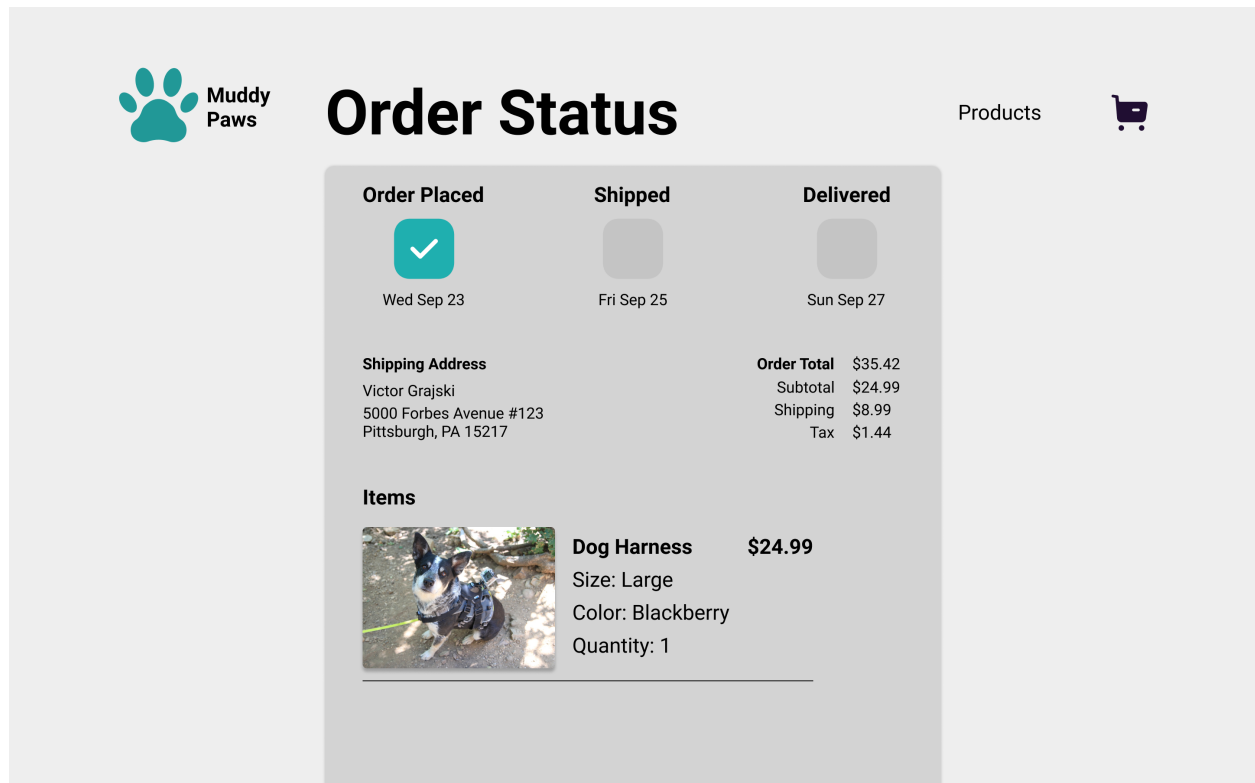 Muddy
Paws
Order Status
Products
Order Placed
Shipped
Delivered
Wed Sep 23
Fri Sep 25
Sun Sep 27
Shipping Address
Victor Grajski
5000 Forbes Avenue #123
Pittsburgh, PA 15217
Order Total $35.42
Subtotal $24.99
Shipping $8.99
Tax $1.44
Items
Dog Harness $24.99
Size: Large
Color: Blackberry
Quantity: 1